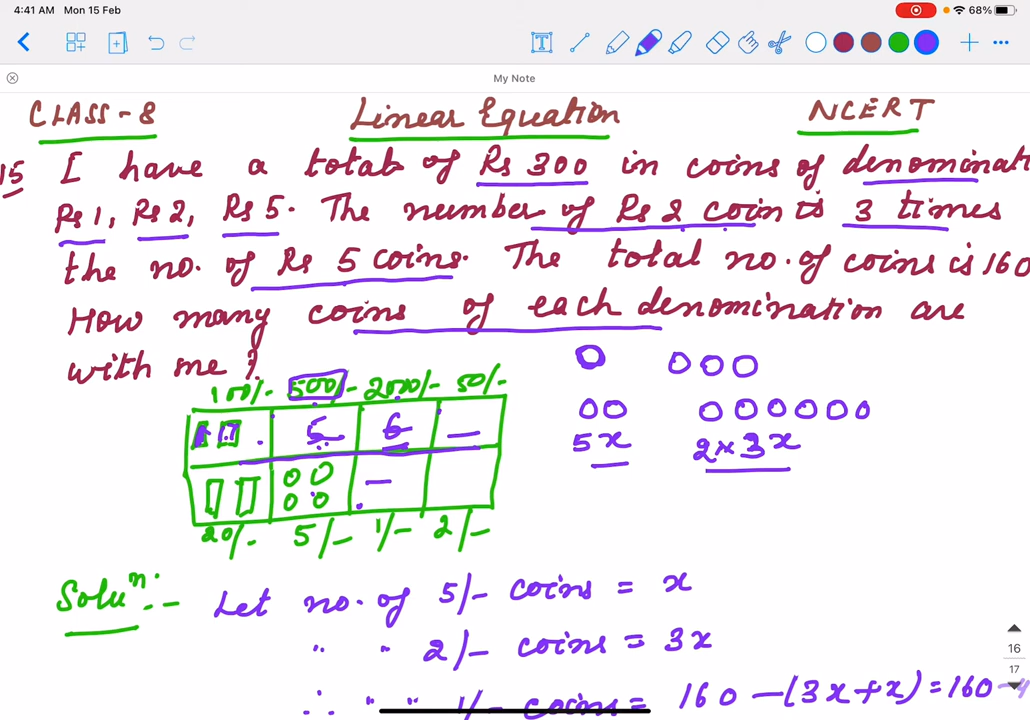 4:41 AM Mon 15 Feb 68%
T
My Note
CLASS-8 Linear Equation NCERT
15 I have a total of Rs 300 in coins of denominati
Rs 1, Rs 2, Rs 5. The number of Rs 2 coin is 3 times
the no. of Rs 5 coins. The total no. of coins is 160
How many coins of each denomination are
with me?
100/- 500/- 2000/- 50/-
5x 2×3x
20/- 5/- 1/- 2/-
Soluⁿ:- Let no. of 5/- coins = x
" " 2/- coins = 3x
16
17
∴ " " 1/- coins = 160 -(3x+x) = 160 -